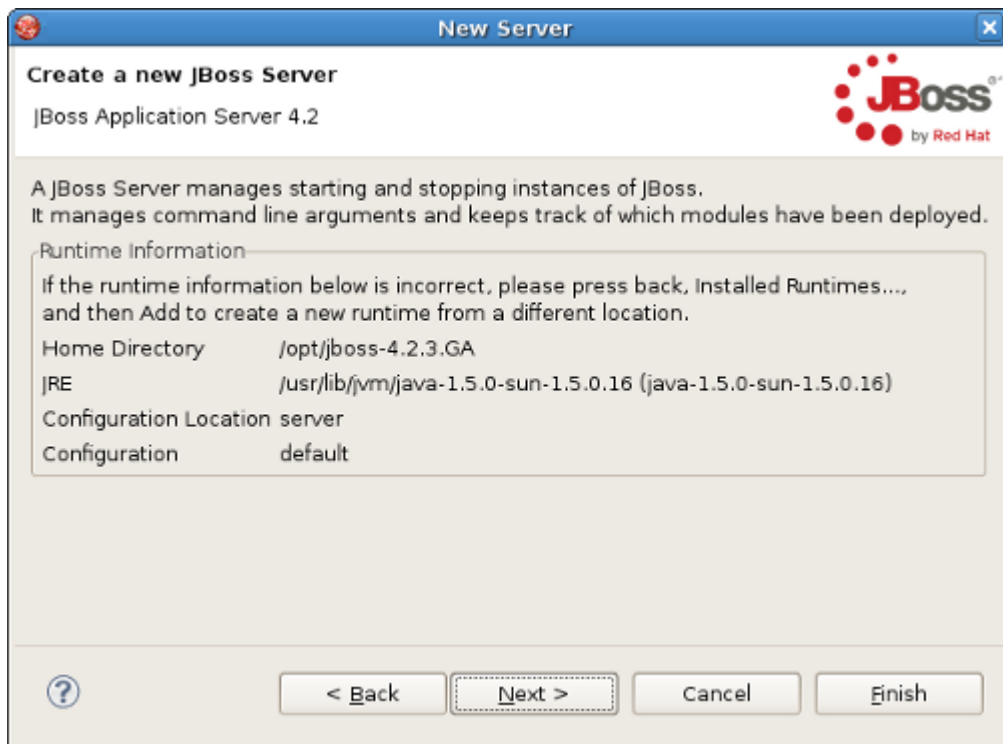 New Server
Create a new JBoss Server
JBoss Application Server 4.2
JBoss
by Red Hat
A JBoss Server manages starting and stopping instances of JBoss.
It manages command line arguments and keeps track of which modules have been deployed.
Runtime Information
If the runtime information below is incorrect, please press back, Installed Runtimes...,
and then Add to create a new runtime from a different location.
Home Directory /opt/jboss-4.2.3.GA
JRE /usr/lib/jvm/java-1.5.0-sun-1.5.0.16 (java-1.5.0-sun-1.5.0.16)
Configuration Location server
Configuration default
? < Back Next > Cancel Finish